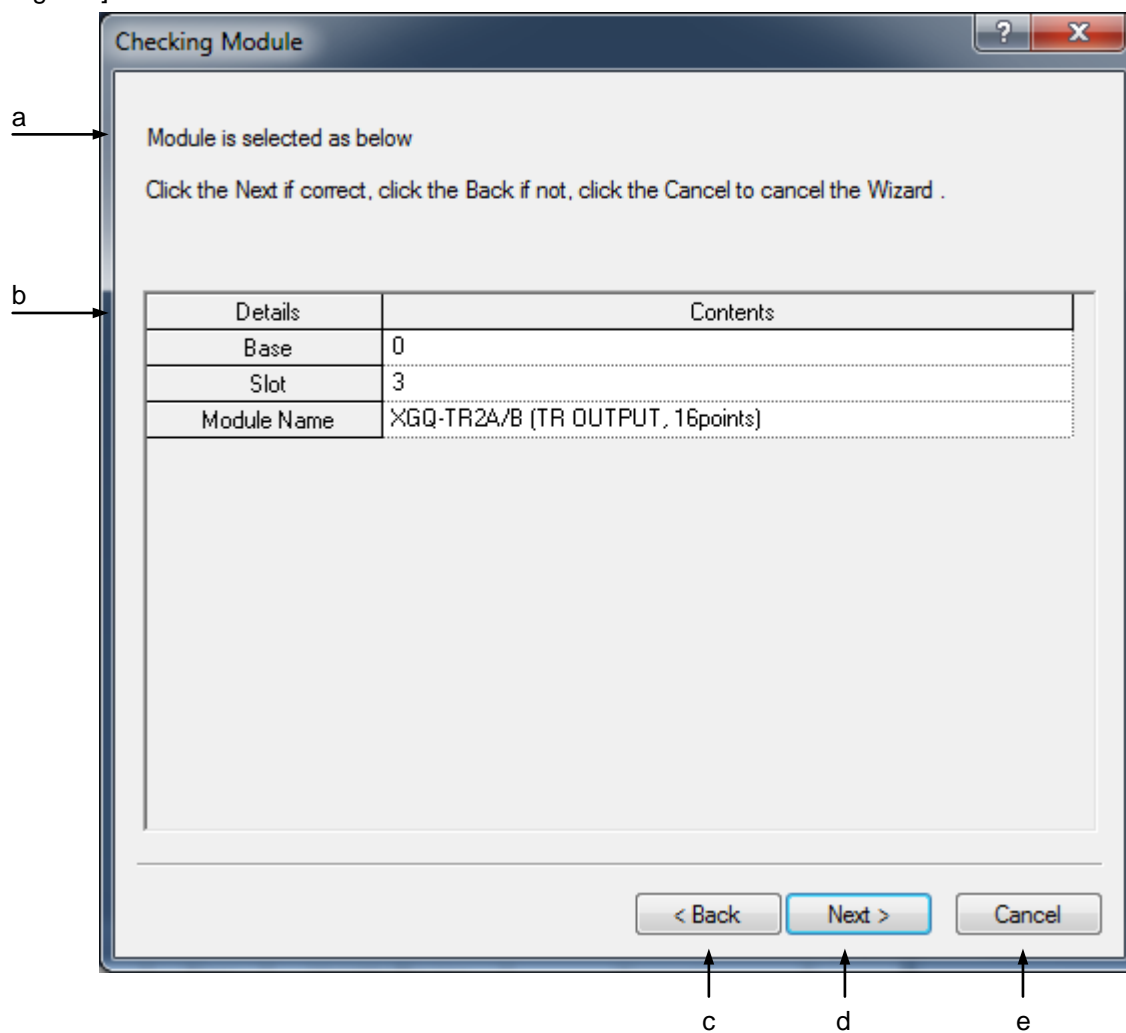 Checking Module
?
X
a
Module is selected as below
Click the Next if correct, click the Back if not, click the Cancel to cancel the Wizard .
b
Details Contents
Base 0
Slot 3
Module Name XGQ-TR2A/B (TR OUTPUT, 16points)
< Back Next > Cancel
c d e